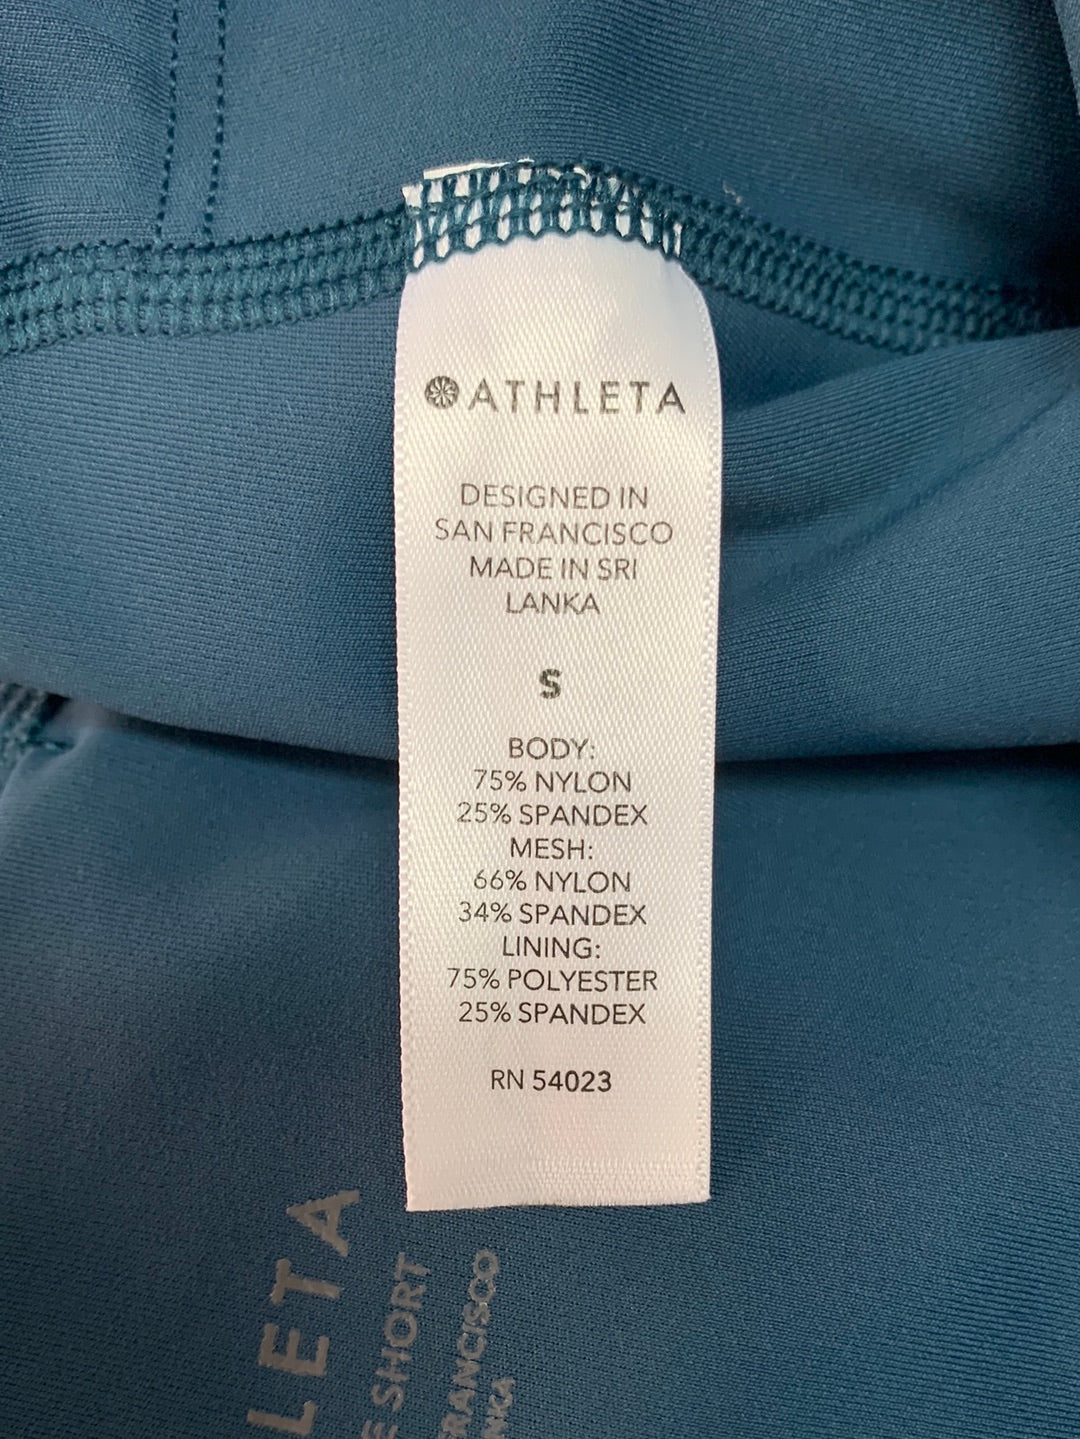 ATHLETA
DESIGNED IN
SAN FRANCISCO
MADE IN SRI
LANKA
S
BODY:
75% NYLON
25% SPANDEX
MESH:
66% NYLON
34% SPANDEX
LINING:
75% POLYESTER
25% SPANDEX
RN 54023
LETA
E SHORT
FRANCISCO
NKA